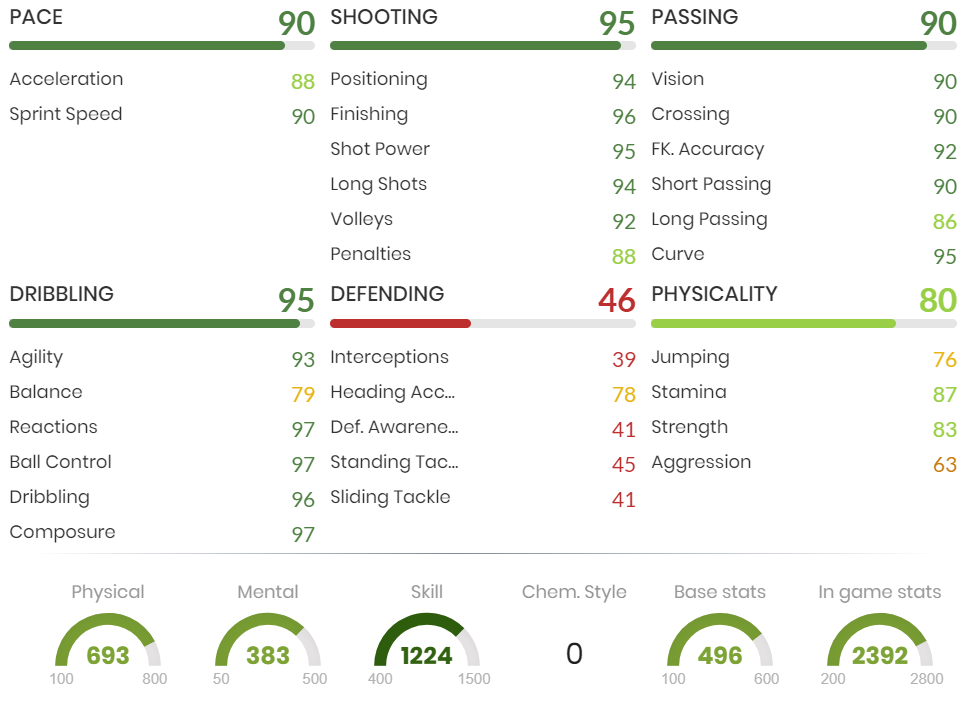 PACE 90
Acceleration 88
Sprint Speed 90
SHOOTING 95
Positioning 94
Finishing 96
Shot Power 95
Long Shots 94
Volleys 92
Penalties 88
PASSING 90
Vision 90
Crossing 90
FK. Accuracy 92
Short Passing 90
Long Passing 86
Curve 95
DRIBBLING 95
Agility 93
Balance 79
Reactions 97
Ball Control 97
Dribbling 96
Composure 97
DEFENDING 46
Interceptions 39
Heading Acc... 78
Def. Awarene... 41
Standing Tac... 45
Sliding Tackle 41
PHYSICALITY 80
Jumping 76
Stamina 87
Strength 83
Aggression 63
Physical
693
100 800
Mental
383
50 500
Skill
1224
400 1500
Chem. Style
0
Base stats
496
100 600
In game stats
2392
200 2800